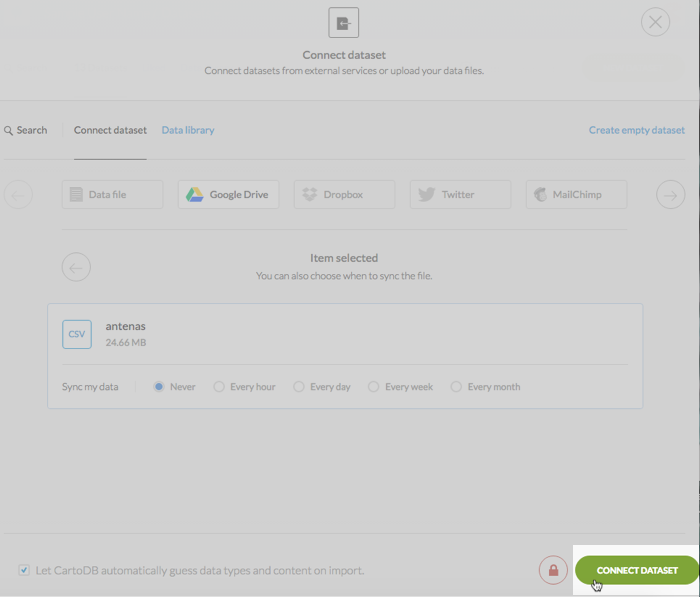 Connect dataset
Connect datasets from external services or upload your data files.
Search Connect dataset Data library Create empty dataset
Data file Google Drive Dropbox Twitter MailChimp
Item selected
You can also choose when to sync the file.
CSV antenas
24.66 MB
Sync my data Never Every hour Every day Every week Every month
Let CartoDB automatically guess data types and content on import.
CONNECT DATASET